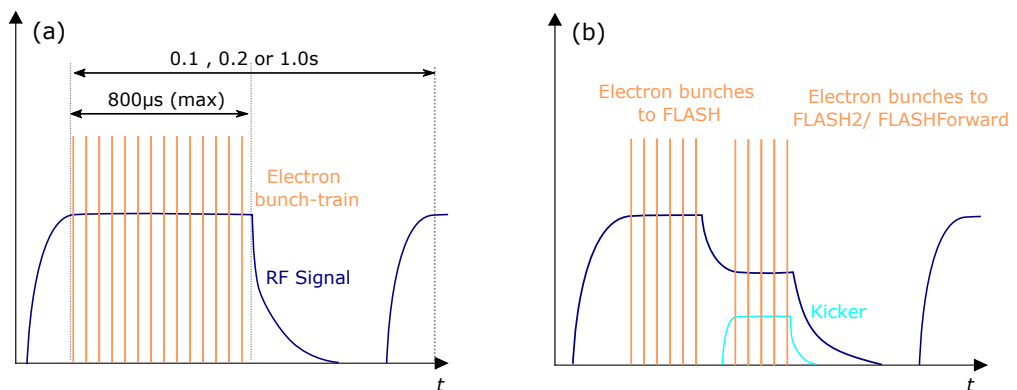 (a)
0.1 , 0.2 or 1.0s
800μs (max)
Electron
bunch-train
RF Signal
t
(b)
Electron bunches
to FLASH
Electron bunches to
FLASH2/ FLASHForward
Kicker
t